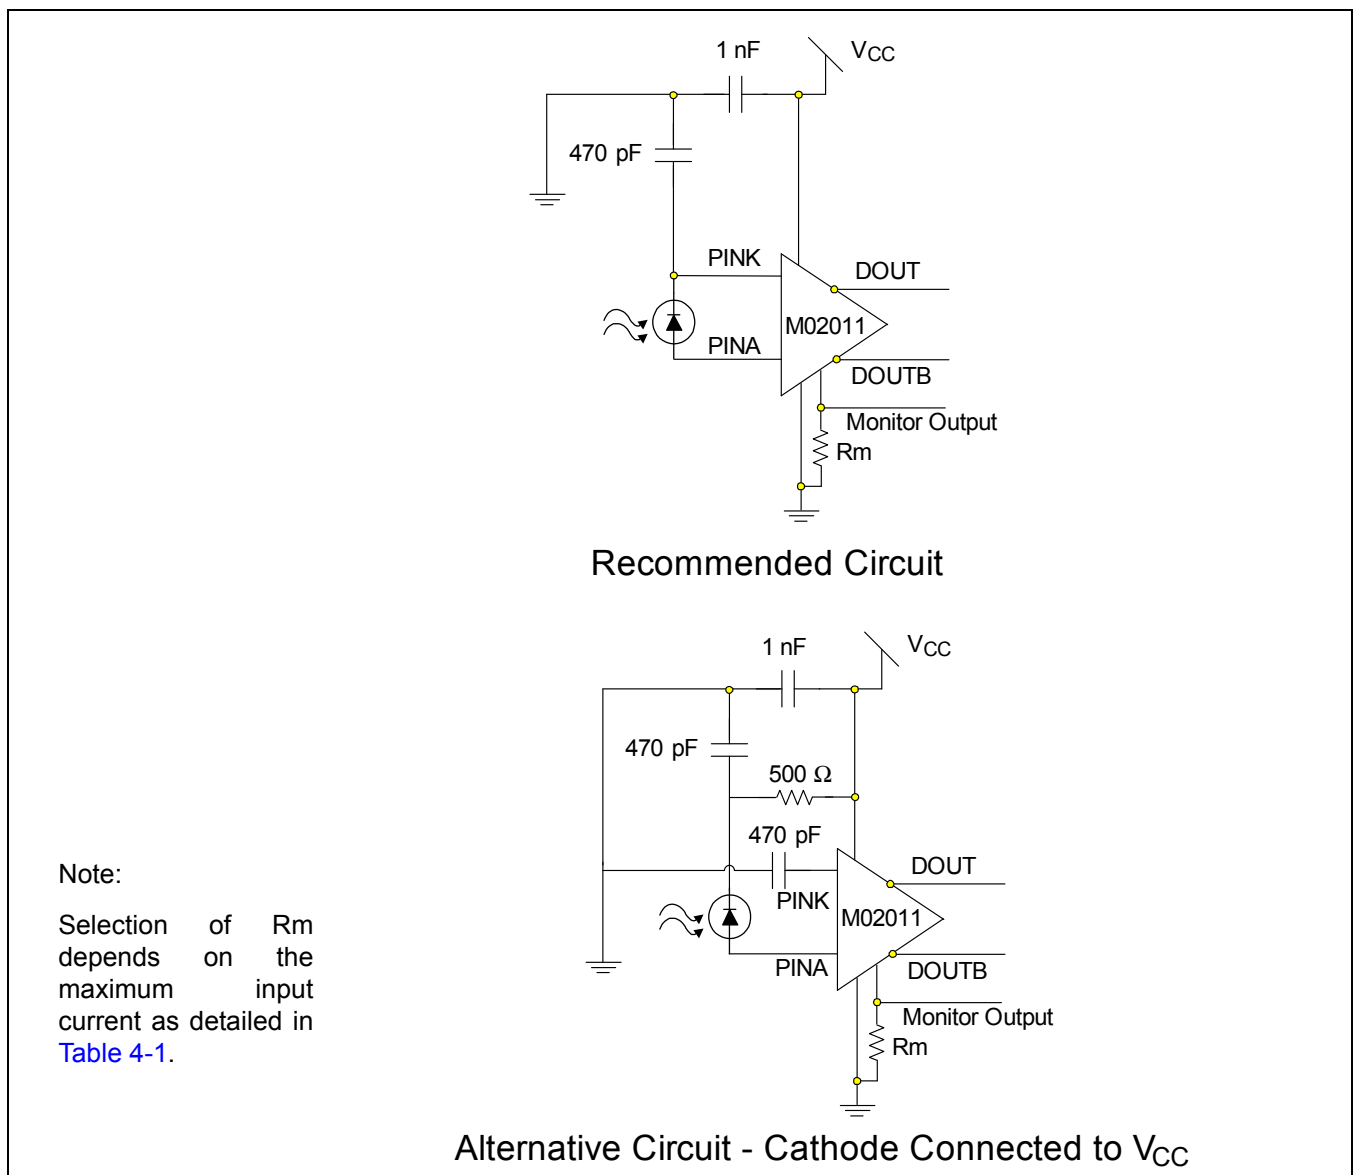 1 nF
VCC
470 pF
PINK
DOUT
M02011
PINA
DOUTB
Monitor Output
Rm
Recommended Circuit
1 nF
VCC
470 pF
500 Ω
470 pF
DOUT
PINK
M02011
PINA
DOUTB
Monitor Output
Rm
Note:
Selection of Rm
depends on the
maximum input
current as detailed in
Table 4-1.
Alternative Circuit - Cathode Connected to VCC